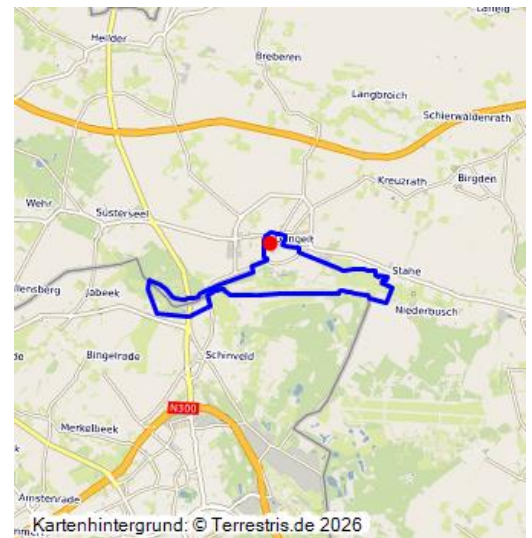 Heilder
Breberen
Langbroich
Schierwaldenrath
Birgden
Kreuzrath
Wehr
Süsterseel
Stahe
Jabeek
Niederbusch
Bingelrade
Schinveld
N300
Merkelbeek
Amstenrade
Kartenhintergrund: © Terrestris.de 2026